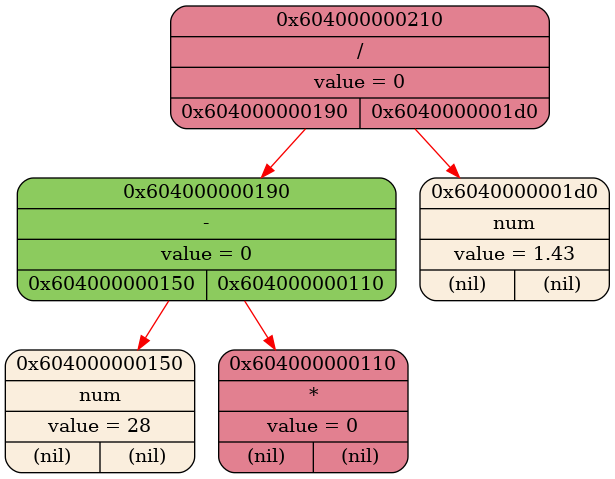 0x604000000210
/
value = 0
0x604000000190 0x6040000001d0
0x604000000190
-
value = 0
0x604000000150 0x604000000110
0x6040000001d0
num
value = 1.43
(nil) (nil)
0x604000000150
num
value = 28
(nil) (nil)
0x604000000110
*
value = 0
(nil) (nil)